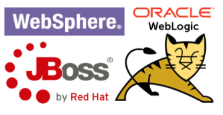 WebSphere.
ORACLE
WebLogic
JBoss®
by Red Hat